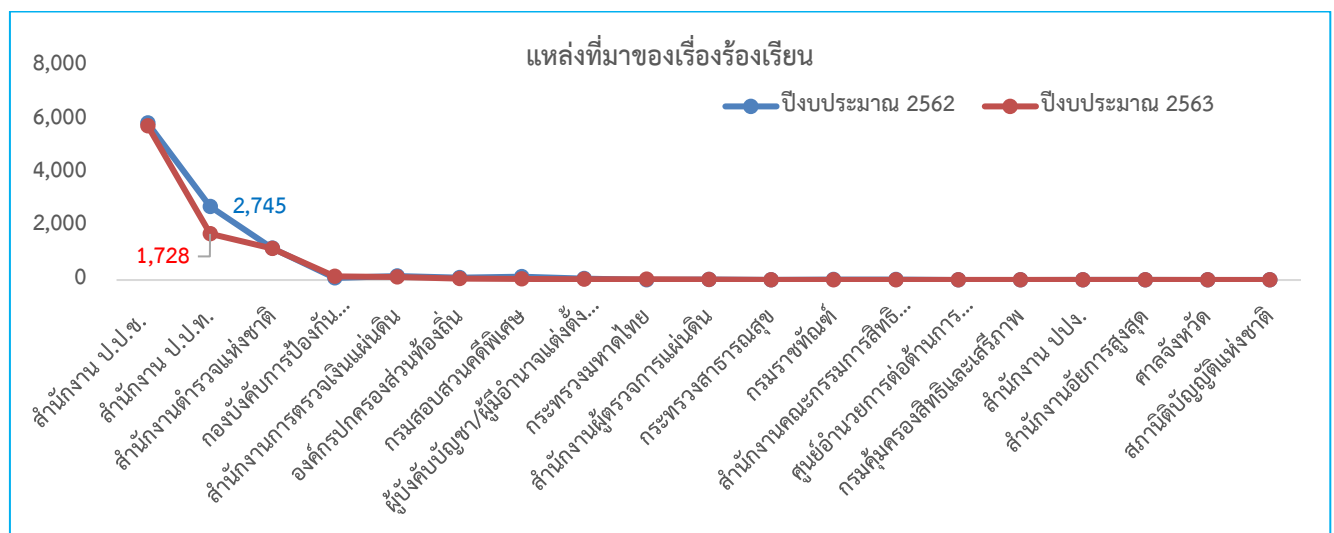 แหล่งที่มาของเรื่องร้องเรียน
ปีงบประมาณ 2562
ปีงบประมาณ 2563
8,000
6,000
4,000
2,000
0
2,745
1,728
สำนักงาน ป.ป.ช.
สำนักงาน ป.ป.ท.
สำนักงานตำรวจแห่งชาติ
กองบังคับการป้องกัน...
สำนักงานการตรวจเงินแผ่นดิน
องค์กรปกครองส่วนท้องถิ่น
กรมสอบสวนคดีพิเศษ
ผู้บังคับบัญชา/ผู้มีอำนาจแต่งตั้ง...
กระทรวงมหาดไทย
สำนักงานผู้ตรวจการแผ่นดิน
กระทรวงสาธารณสุข
กรมราชทัณฑ์
สำนักงานคณะกรรมการสิทธิ...
ศูนย์อำนวยการต่อต้านการ...
กรมคุ้มครองสิทธิและเสรีภาพ
สำนักงาน ปปง.
สำนักงานอัยการสูงสุด
ศาลจังหวัด
สภานิติบัญญัติแห่งชาติ